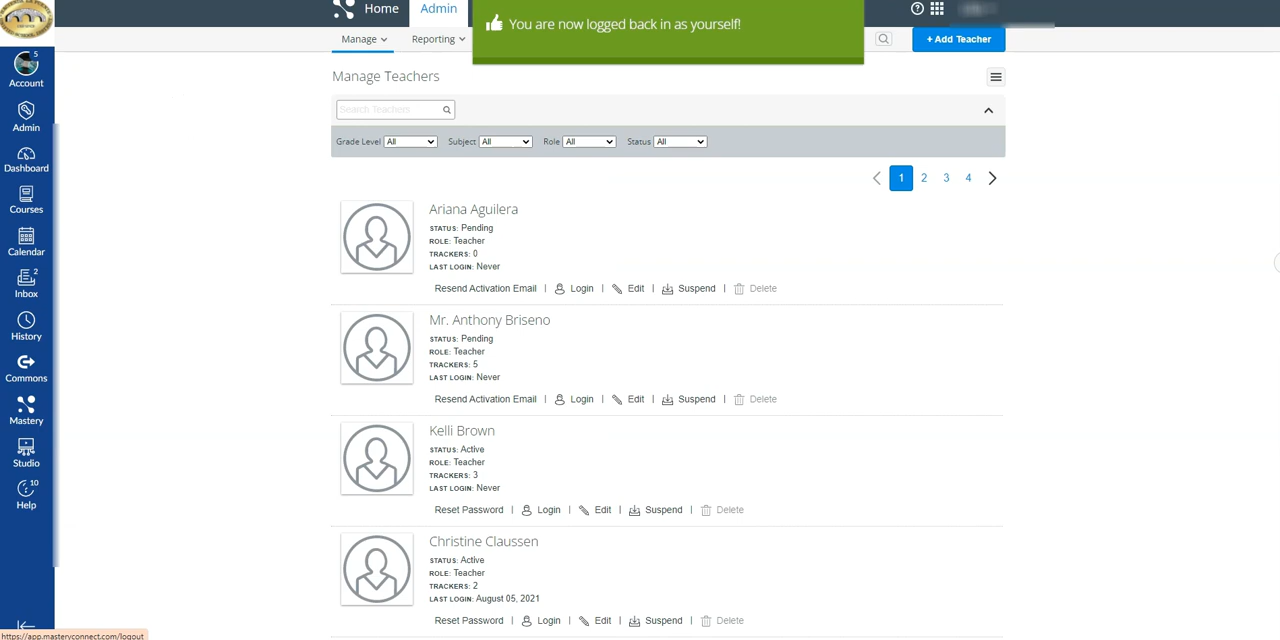 Home Admin
You are now logged back in as yourself!
Manage Reporting + Add Teacher
5
Account
Admin
Dashboard
Courses
Calendar
2
Inbox
History
Commons
Mastery
Studio
10
Help
Manage Teachers
Search Teachers
Grade Level All Subject All Role All Status All
1 2 3 4
Ariana Aguilera
STATUS: Pending
ROLE: Teacher
TRACKERS: 0
LAST LOGIN: Never
Resend Activation Email | Login | Edit | Suspend | Delete
Mr. Anthony Briseno
STATUS: Pending
ROLE: Teacher
TRACKERS: 5
LAST LOGIN: Never
Resend Activation Email | Login | Edit | Suspend | Delete
Kelli Brown
STATUS: Active
ROLE: Teacher
TRACKERS: 3
LAST LOGIN: Never
Reset Password | Login | Edit | Suspend | Delete
Christine Claussen
STATUS: Active
ROLE: Teacher
TRACKERS: 2
LAST LOGIN: August 05, 2021
Reset Password | Login | Edit | Suspend | Delete
https://app.masteryconnect.com/logout